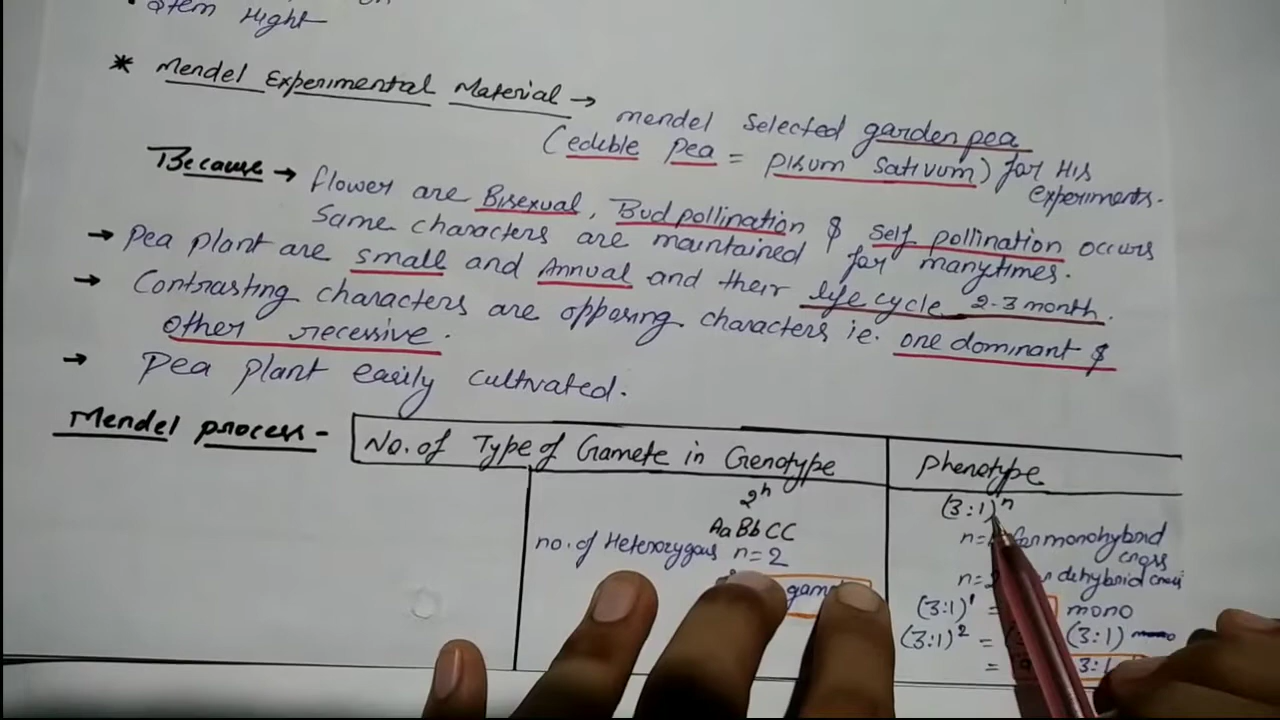 stem Hight
* Mendel Experimental Material → mendel selected garden pea
(edible pea = pisum sativum) for His
experiments.
Because → flower are Bisexual, Bud pollination $ self pollination occurs
Same characters are maintained for manytimes.
→ Pea plant are small and Annual and their life cycle 2-3 month.
→ Contrasting characters are opposing characters i.e. one dominant $
other recessive.
→ Pea plant easily cultivated.
Mendel process-
No. of Type of Gamete in Genotype
2ⁿ
AaBbCC
no. of Heterozygous n=2
Phenotype
(3:1)ⁿ
n= for monohybrid
cross
n=2 dehybrid cross
(3:1)¹ = mono
(3:1)² = (3:1)
= 3:1